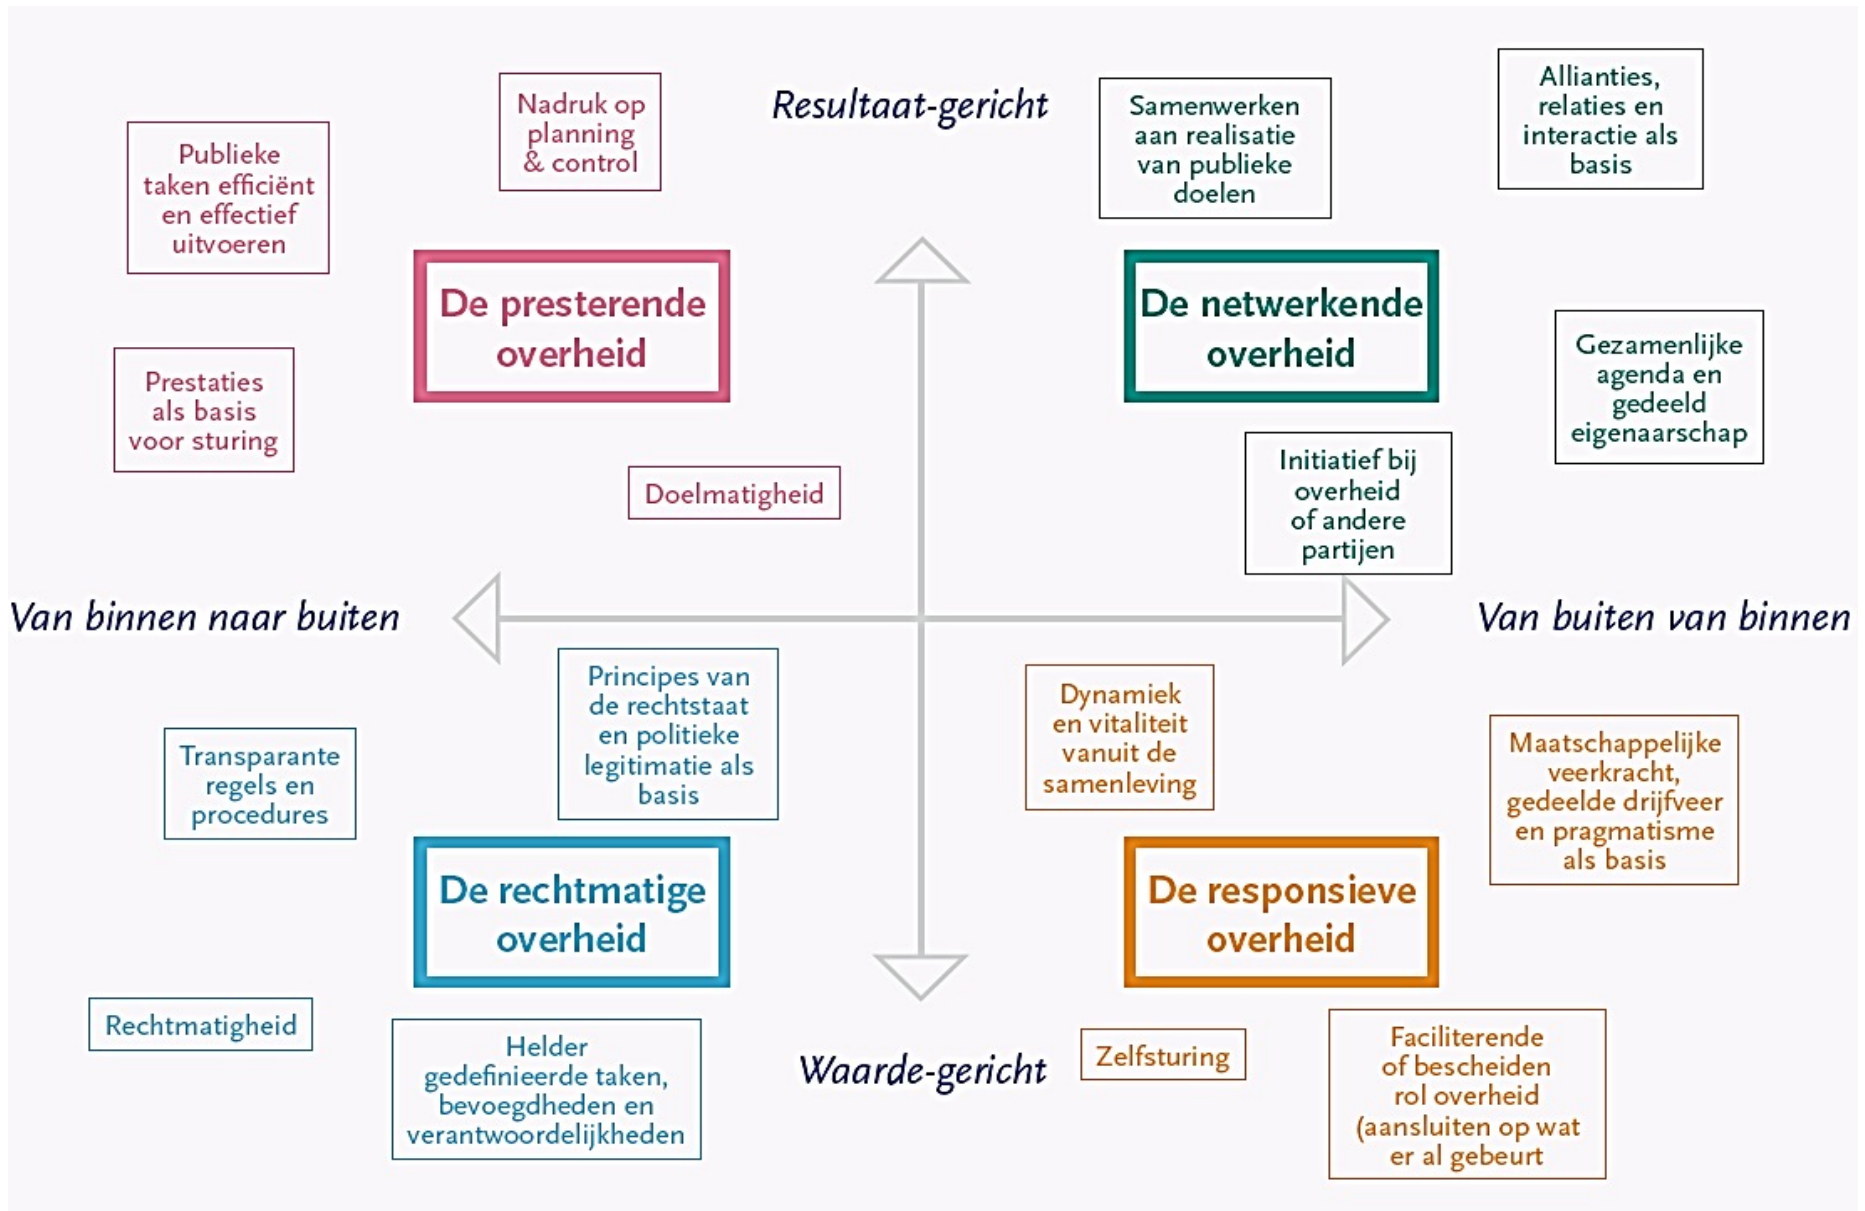 Resultaat-gericht
Publieke
taken efficiënt
en effectief
uitvoeren
Nadruk op
planning
& control
De presterende
overheid
Prestaties
als basis
voor sturing
Doelmatigheid
Samenwerken
aan realisatie
van publieke
doelen
Allianties,
relaties en
interactie als
basis
De netwerkende
overheid
Gezamenlijke
agenda en
gedeeld
eigenaarschap
Initiatief bij
overheid
of andere
partijen
Van binnen naar buiten
Van buiten van binnen
Principes van
de rechtstaat
en politieke
legitimatie als
basis
Transparante
regels en
procedures
De rechtmatige
overheid
Rechtmatigheid
Helder
gedefinieerde taken,
bevoegdheden en
verantwoordelijkheden
Dynamiek
en vitaliteit
vanuit de
samenleving
Maatschappelijke
veerkracht,
gedeelde drijfveer
en pragmatisme
als basis
De responsieve
overheid
Waarde-gericht
Zelfsturing
Faciliterende
of bescheiden
rol overheid
(aansluiten op wat
er al gebeurt